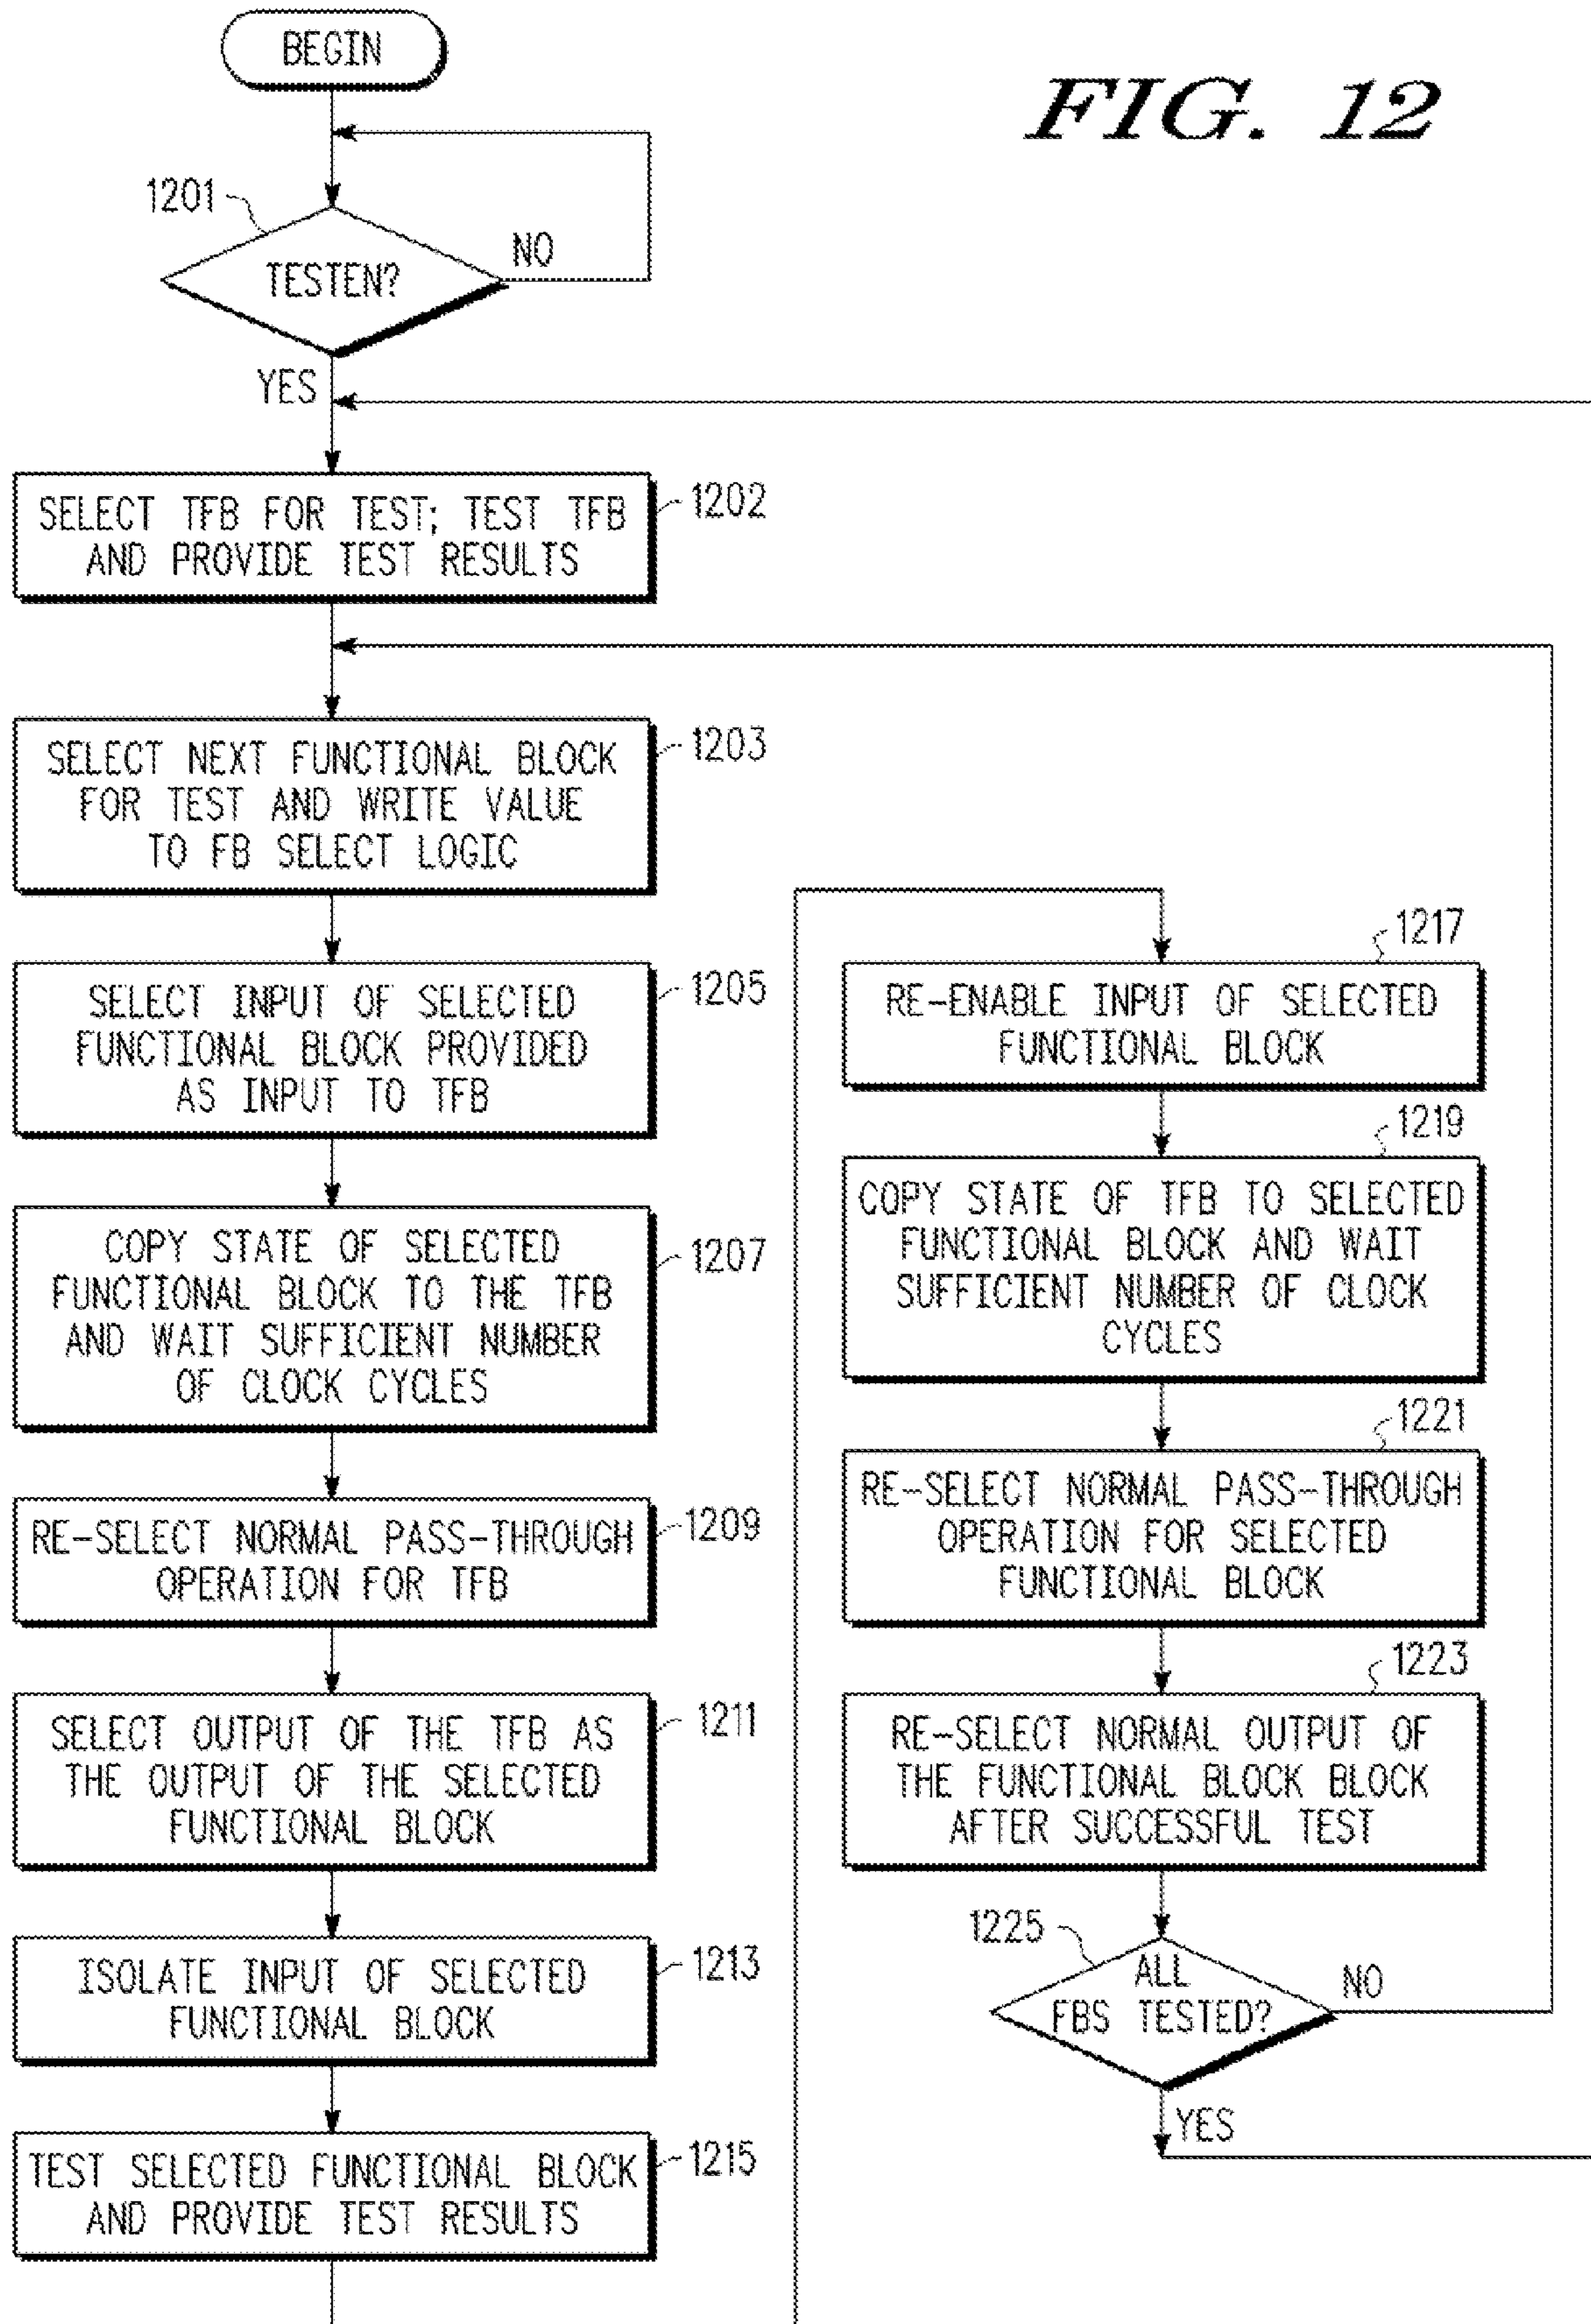 BEGIN
FIG. 12
1201
TESTEN?
NO
YES
SELECT TFB FOR TEST; TEST TFB
AND PROVIDE TEST RESULTS
1202
SELECT NEXT FUNCTIONAL BLOCK
FOR TEST AND WRITE VALUE
TO FB SELECT LOGIC
1203
SELECT INPUT OF SELECTED
FUNCTIONAL BLOCK PROVIDED
AS INPUT TO TFB
1205
COPY STATE OF SELECTED
FUNCTIONAL BLOCK TO THE TFB
AND WAIT SUFFICIENT NUMBER
OF CLOCK CYCLES
1207
RE-SELECT NORMAL PASS-THROUGH
OPERATION FOR TFB
1209
SELECT OUTPUT OF THE TFB AS
THE OUTPUT OF THE SELECTED
FUNCTIONAL BLOCK
1211
ISOLATE INPUT OF SELECTED
FUNCTIONAL BLOCK
1213
TEST SELECTED FUNCTIONAL BLOCK
AND PROVIDE TEST RESULTS
1215
1217
RE-ENABLE INPUT OF SELECTED
FUNCTIONAL BLOCK
1219
COPY STATE OF TFB TO SELECTED
FUNCTIONAL BLOCK AND WAIT
SUFFICIENT NUMBER OF CLOCK
CYCLES
1221
RE-SELECT NORMAL PASS-THROUGH
OPERATION FOR SELECTED
FUNCTIONAL BLOCK
1223
RE-SELECT NORMAL OUTPUT OF
THE FUNCTIONAL BLOCK BLOCK
AFTER SUCCESSFUL TEST
1225
ALL
FBS TESTED?
NO
YES